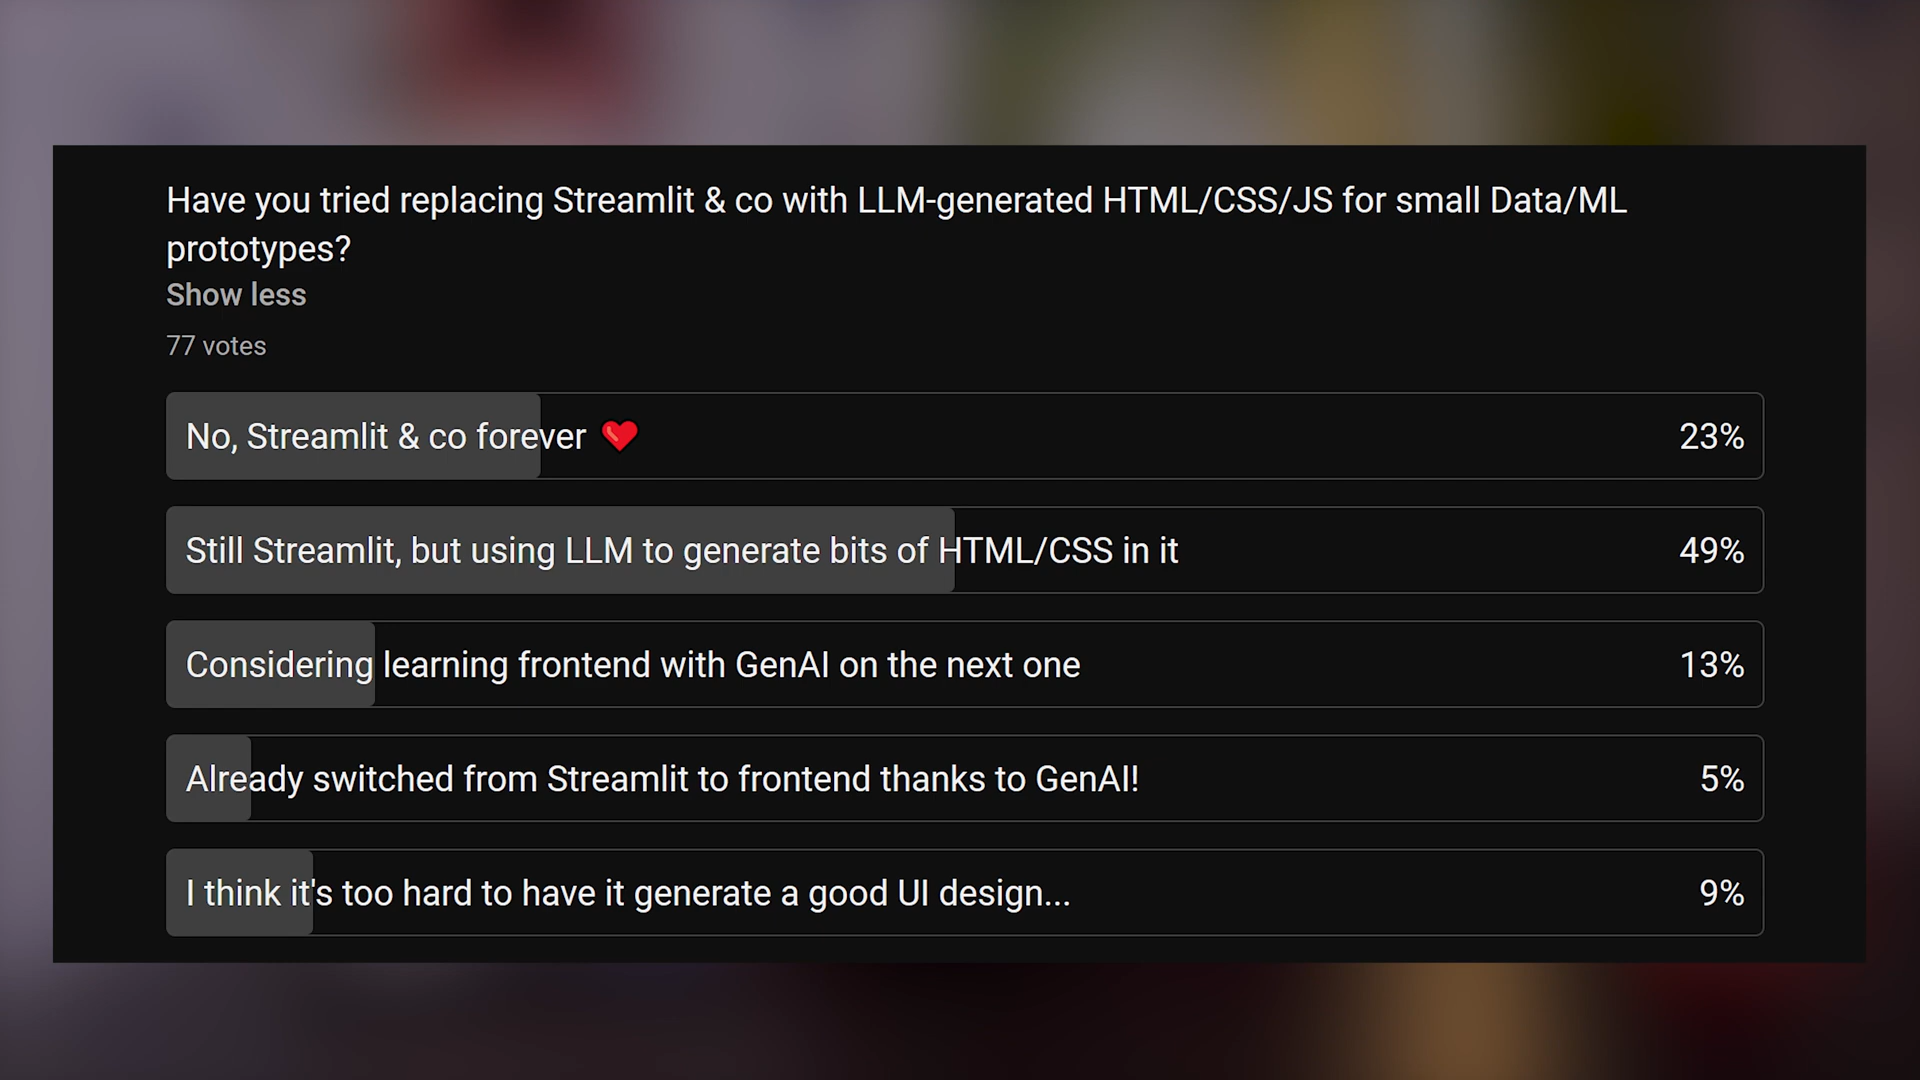 Have you tried replacing Streamlit & co with LLM-generated HTML/CSS/JS for small Data/ML
prototypes?
Show less
77 votes
No, Streamlit & co forever ❤️ 23%
Still Streamlit, but using LLM to generate bits of HTML/CSS in it 49%
Considering learning frontend with GenAI on the next one 13%
Already switched from Streamlit to frontend thanks to GenAI! 5%
I think it's too hard to have it generate a good UI design... 9%